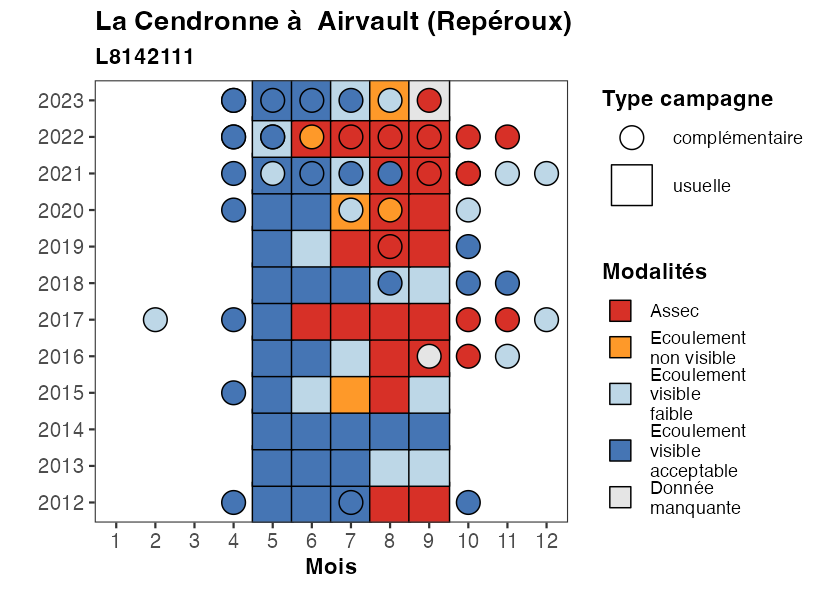 La Cendronne à  Airvault (Repéroux)
L8142111
2023
2022
2021
2020
2019
2018
2017
2016
2015
2014
2013
2012
1 2 3 4 5 6 7 8 9 10 11 12
Mois
Type campagne
complémentaire
usuelle
Modalités
Assec
Ecoulement
non visible
Ecoulement
visible
faible
Ecoulement
visible
acceptable
Donnée
manquante